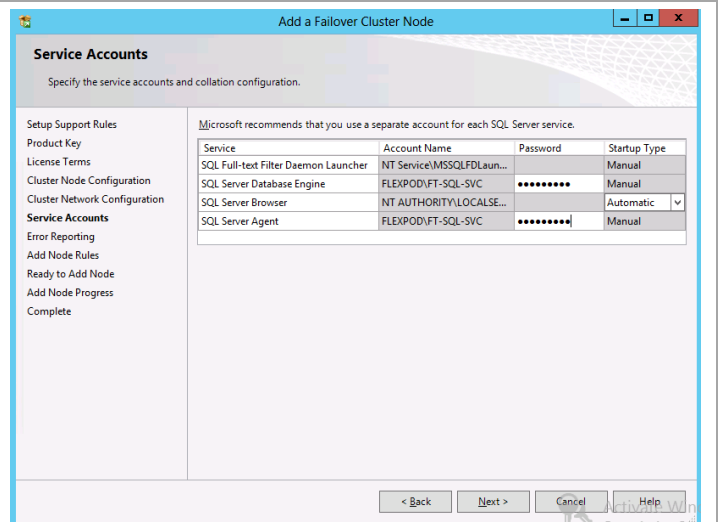 Add a Failover Cluster Node
Service Accounts
Specify the service accounts and collation configuration.
Setup Support Rules
Product Key
License Terms
Cluster Node Configuration
Cluster Network Configuration
Service Accounts
Error Reporting
Add Node Rules
Ready to Add Node
Add Node Progress
Complete
Microsoft recommends that you use a separate account for each SQL Server service.
Service Account Name Password Startup Type
SQL Full-text Filter Daemon Launcher NT Service\MSSQLFDLaun... Manual
SQL Server Database Engine FLEXPOD\FT-SQL-SVC ●●●●●●●●● Manual
SQL Server Browser NT AUTHORITY\LOCALSE... Automatic
SQL Server Agent FLEXPOD\FT-SQL-SVC ●●●●●●●●● Manual
< Back Next > Cancel Help
Activate Win